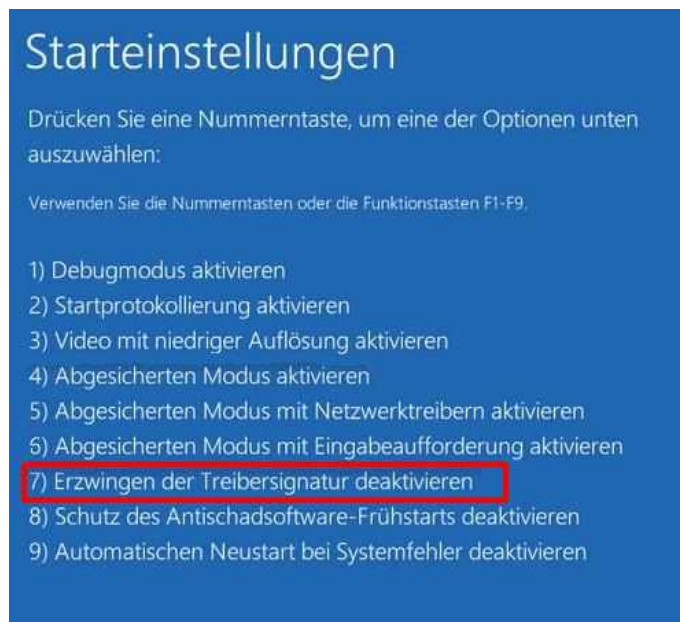 Starteinstellungen
Drücken Sie eine Nummerntaste, um eine der Optionen unten
auszuwählen:
Verwenden Sie die Nummerntasten oder die Funktionstasten F1-F9.
1) Debugmodus aktivieren
2) Startprotokollierung aktivieren
3) Video mit niedriger Auflösung aktivieren
4) Abgesicherten Modus aktivieren
5) Abgesicherten Modus mit Netzwerktreibern aktivieren
6) Abgesicherten Modus mit Eingabeaufforderung aktivieren
7) Erzwingen der Treibersignatur deaktivieren
8) Schutz des Antischadsoftware-Frühstarts deaktivieren
9) Automatischen Neustart bei Systemfehler deaktivieren